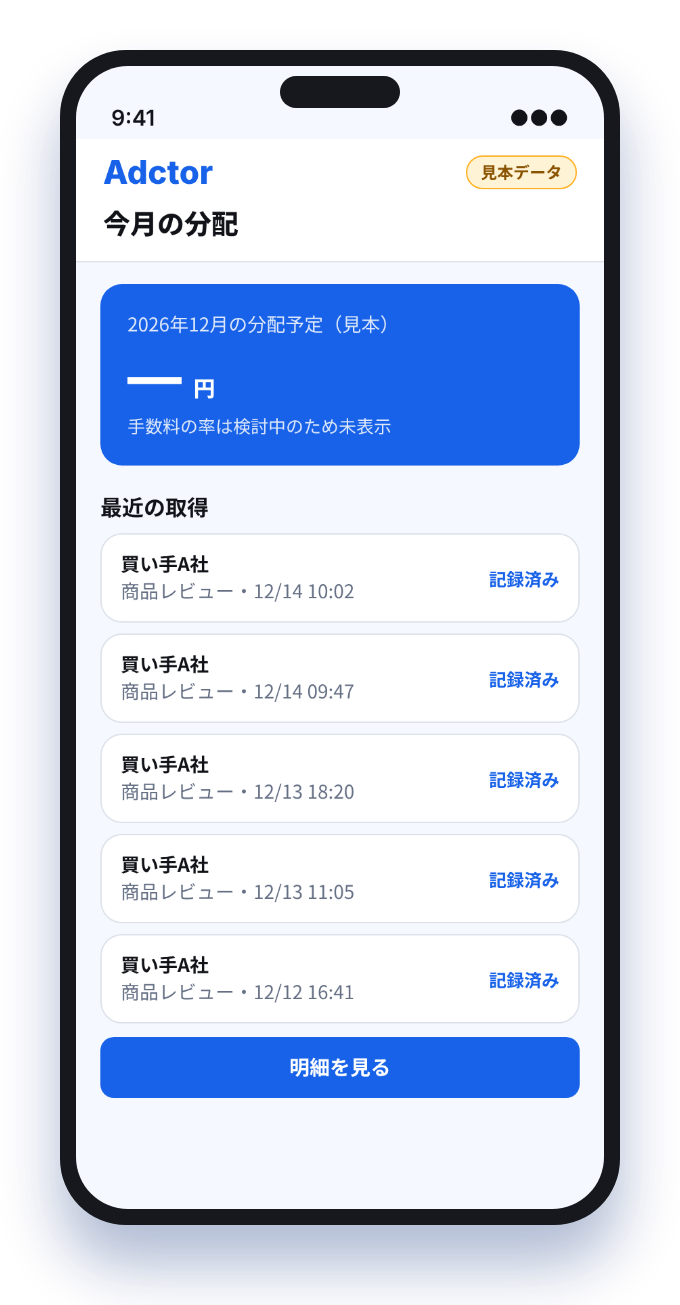 9:41
Adctor
見本データ
今月の分配
2026年12月の分配予定（見本）
— 円
手数料の率は検討中のため未表示
最近の取得
買い手A社
商品レビュー・12/14 10:02
記録済み
買い手A社
商品レビュー・12/14 09:47
記録済み
買い手A社
商品レビュー・12/13 18:20
記録済み
買い手A社
商品レビュー・12/13 11:05
記録済み
買い手A社
商品レビュー・12/12 16:41
記録済み
明細を見る